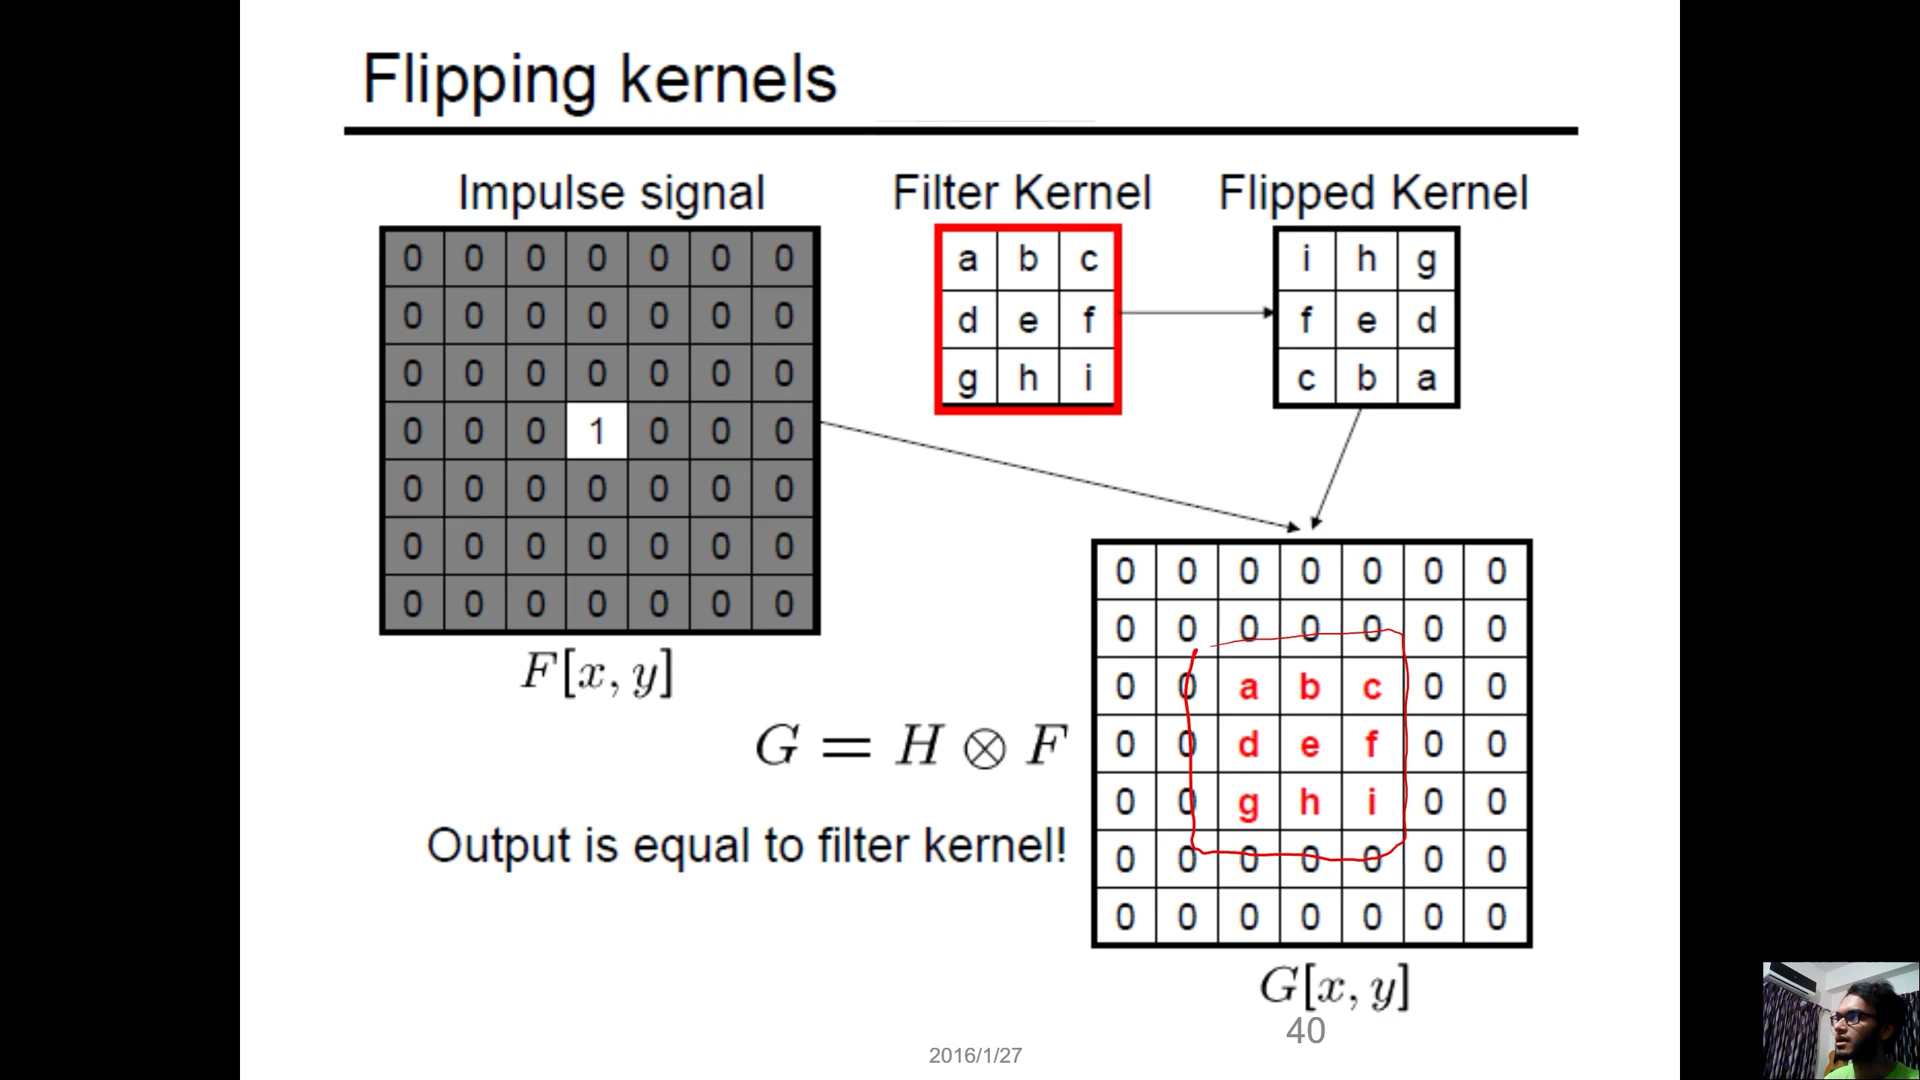 Flipping kernels
Impulse signal
0 0 0 0 0 0 0
0 0 0 0 0 0 0
0 0 0 0 0 0 0
0 0 0 1 0 0 0
0 0 0 0 0 0 0
0 0 0 0 0 0 0
0 0 0 0 0 0 0
F[x, y]
Filter Kernel
a b c
d e f
g h i
Flipped Kernel
i h g
f e d
c b a
G = H ⊗ F
Output is equal to filter kernel!
0 0 0 0 0 0 0
0 0 0 0 0 0 0
0 0 a b c 0 0
0 0 d e f 0 0
0 0 g h i 0 0
0 0 0 0 0 0 0
0 0 0 0 0 0 0
G[x, y]
40
2016/1/27